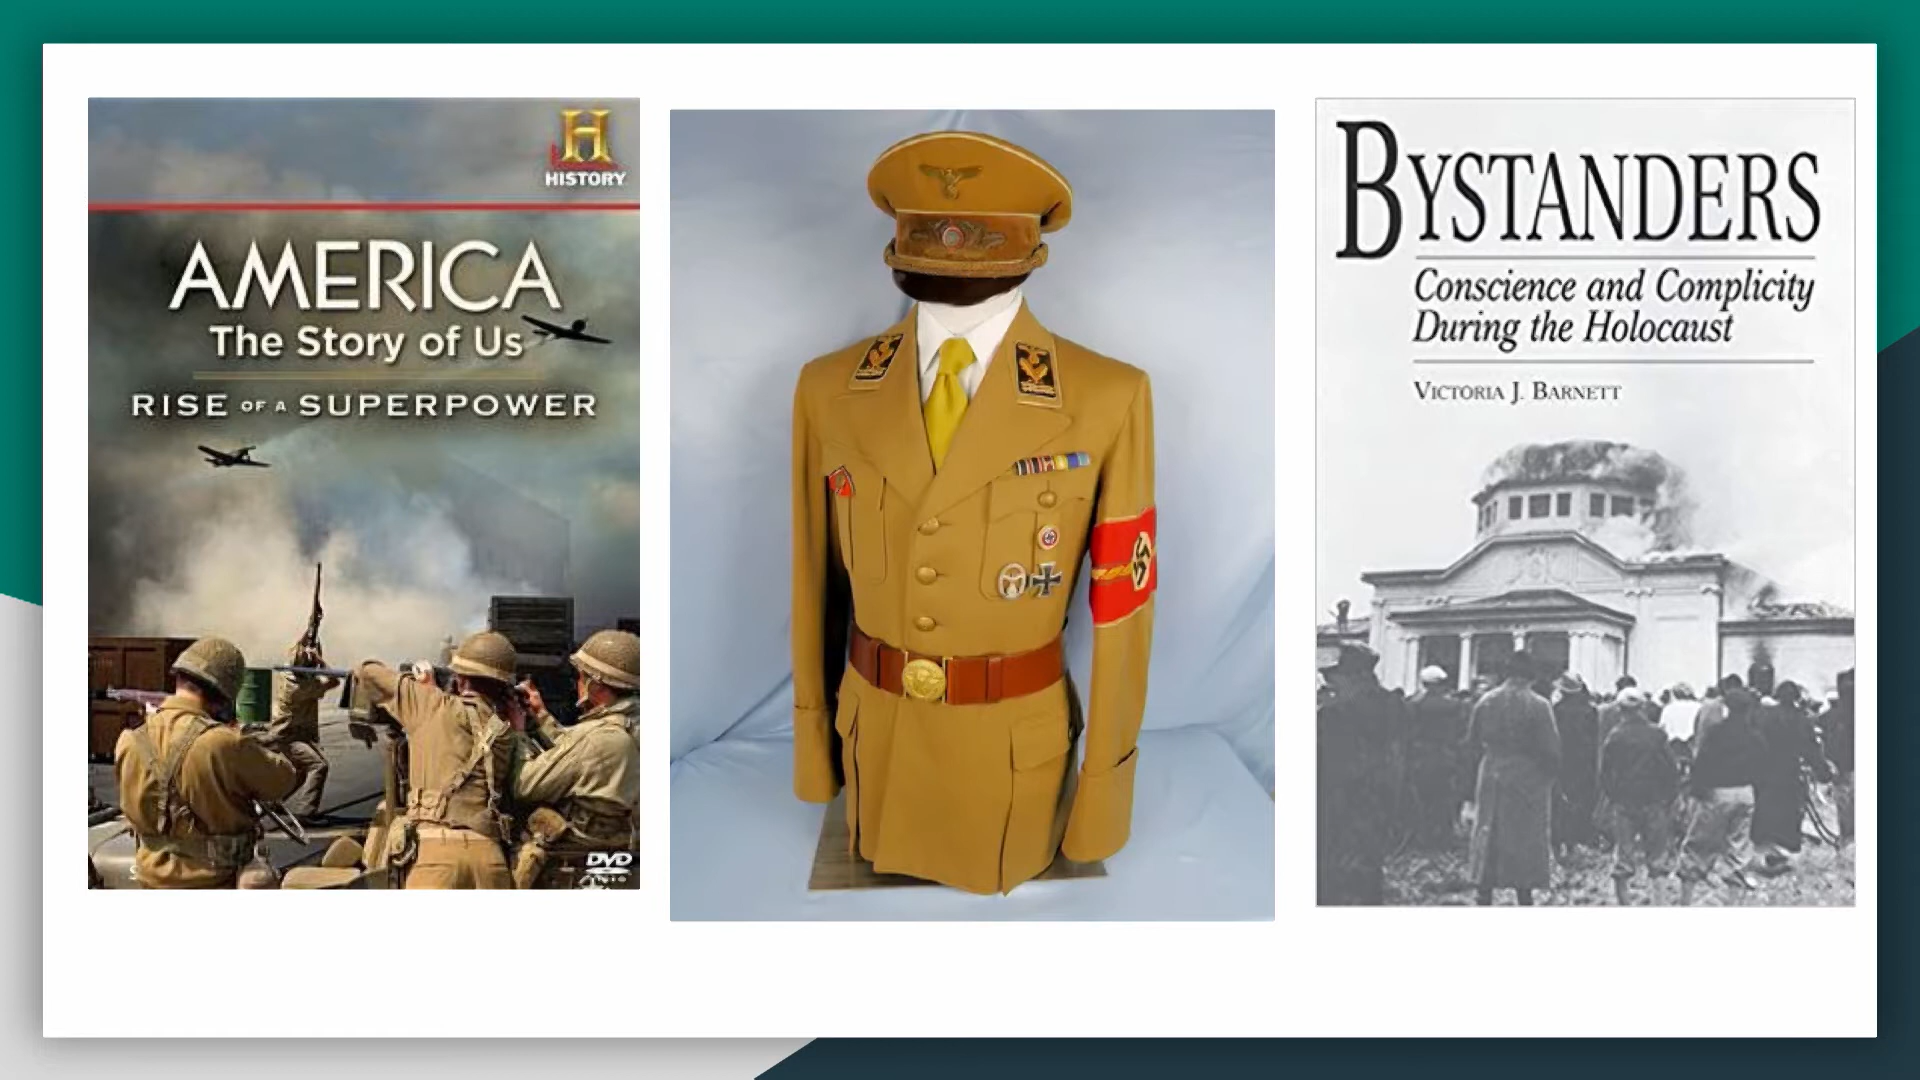 HISTORY
AMERICA
The Story of Us
RISE OF A SUPERPOWER
DVD
BYSTANDERS
Conscience and Complicity
During the Holocaust
VICTORIA J. BARNETT